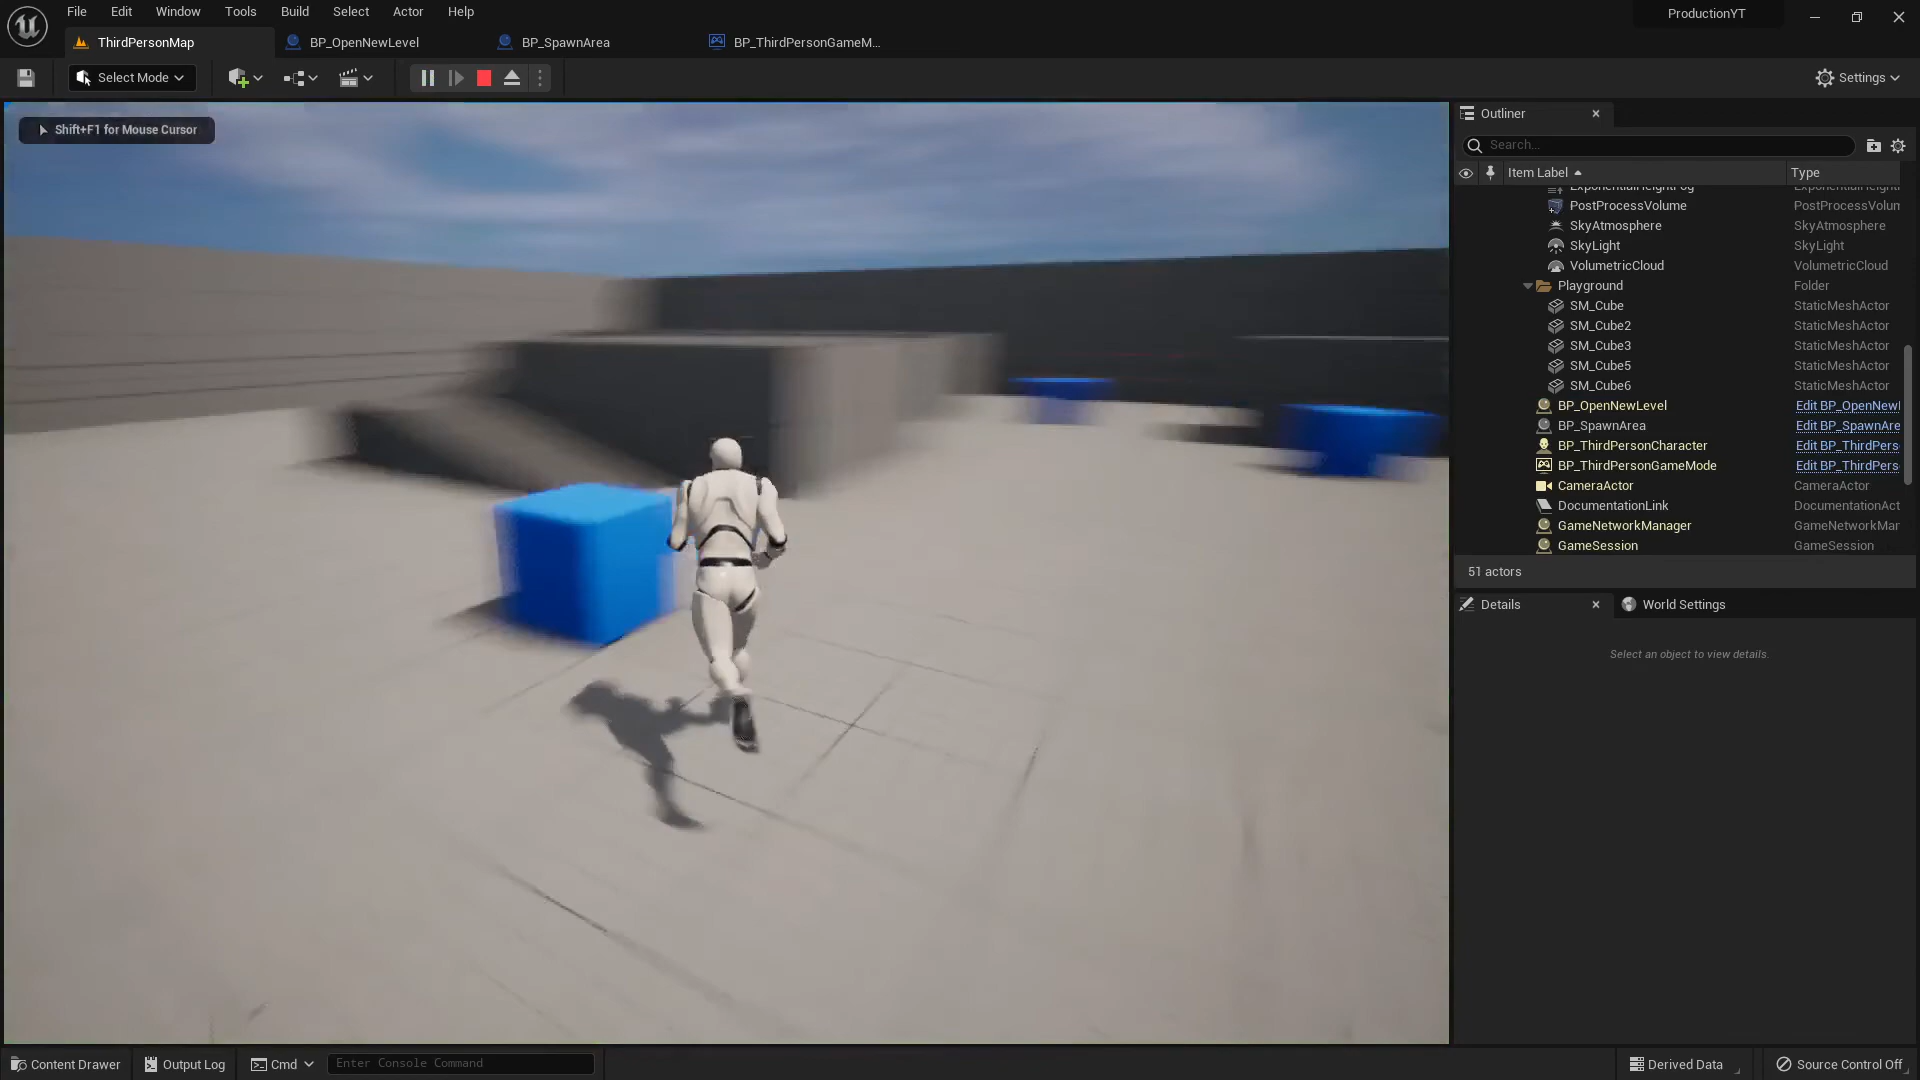 File Edit Window Tools Build Select Actor Help
ProductionYT
ThirdPersonMap
BP_OpenNewLevel
BP_SpawnArea
BP_ThirdPersonGameM...
Select Mode
Settings
Shift+F1 for Mouse Cursor
Outliner
Search...
Item Label
Type
PostProcessVolume PostProcessVolum
SkyAtmosphere SkyAtmosphere
SkyLight SkyLight
VolumetricCloud VolumetricCloud
Playground Folder
SM_Cube StaticMeshActor
SM_Cube2 StaticMeshActor
SM_Cube3 StaticMeshActor
SM_Cube5 StaticMeshActor
SM_Cube6 StaticMeshActor
BP_OpenNewLevel Edit BP_OpenNewl
BP_SpawnArea Edit BP_SpawnAre
BP_ThirdPersonCharacter Edit BP_ThirdPers
BP_ThirdPersonGameMode Edit BP_ThirdPers
CameraActor CameraActor
DocumentationLink DocumentationAct
GameNetworkManager GameNetworkMar
GameSession GameSession
51 actors
Details
World Settings
Select an object to view details.
Content Drawer
Output Log
Cmd
Enter Console Command
Derived Data
Source Control Off